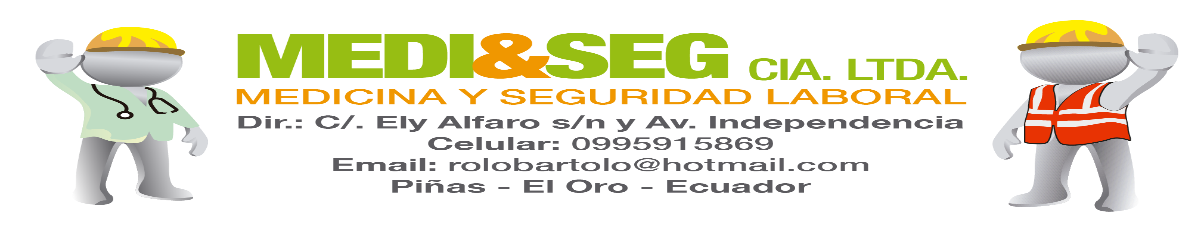 MEDI&SEG CIA. LTDA.
MEDICINA Y SEGURIDAD LABORAL
Dir.: C/. Ely Alfaro s/n y Av. Independencia
Celular: 0995915869
Email: rolobartolo@hotmail.com
Piñas - El Oro - Ecuador